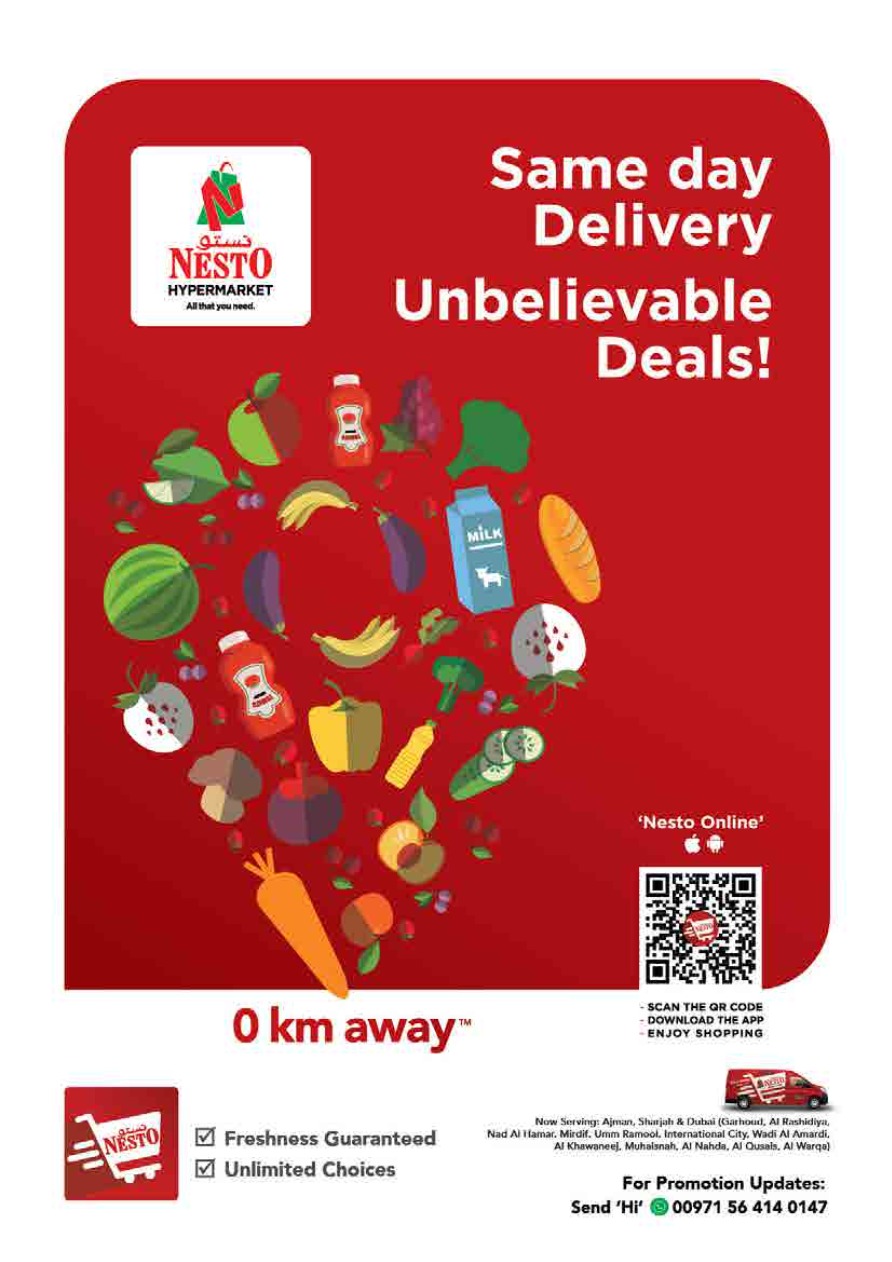 Same day
Delivery
Unbelievable
Deals!
نستو
NESTO
HYPERMARKET
All that you need.
MiLK
'Nesto Online'
NESTO
- SCAN THE QR CODE
- DOWNLOAD THE APP
- ENJOY SHOPPING
0 km away™
نستو
NESTO
☑ Freshness Guaranteed
☑ Unlimited Choices
NESTO
Now Serving: Ajman, Sharjah & Dubai (Garhoud, Al Rashidiya,
Nad Al Hamar, Mirdif, Umm Ramool, International City, Wadi Al Amardi,
Al Khawaneej, Muhaisnah, Al Nahda, Al Qusais, Al Warqa)
For Promotion Updates:
Send 'Hi' 00971 56 414 0147